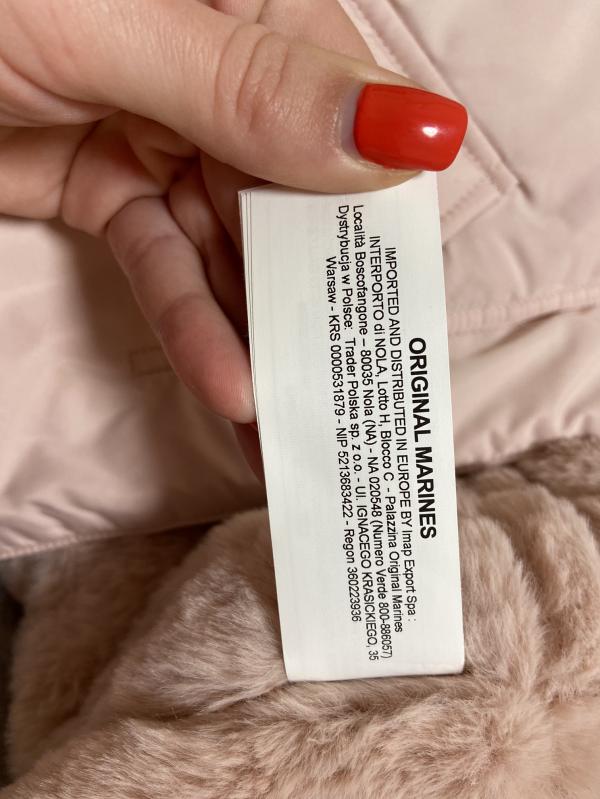 ORIGINAL MARINES
IMPORTED AND DISTRIBUTED IN EUROPE BY Imap Export Spa :
INTERPORTO di NOLA, Lotto H, Blocco C - Palazzina Original Marines
Località Boscofangone – 80035 Nola (NA) - NA 020548 (Numero Verde 800-886057)
Dystrybucja w Polsce: Trader Polska sp. z o.o. - Ul. IGNACEGO KRASICKIEGO, 35
Warsaw - KRS 0000531879 - NIP 5213683422 - Regon 360223936